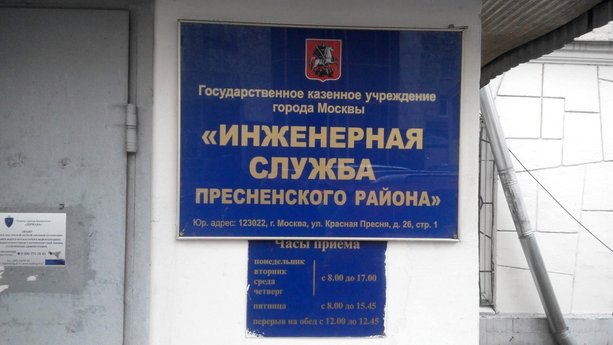 Государственное казенное учреждение
города Москвы
«ИНЖЕНЕРНАЯ
СЛУЖБА
ПРЕСНЕНСКОГО РАЙОНА»
Юр. адрес: 123022, г. Москва, ул. Красная Пресня, д. 26, стр. 1
Часы приема
понедельник
вторник
среда
четверг
с 8.00 до 17.00
пятница
с 8.00 до 15.45
перерыв на обед с 12.00 до 12.45